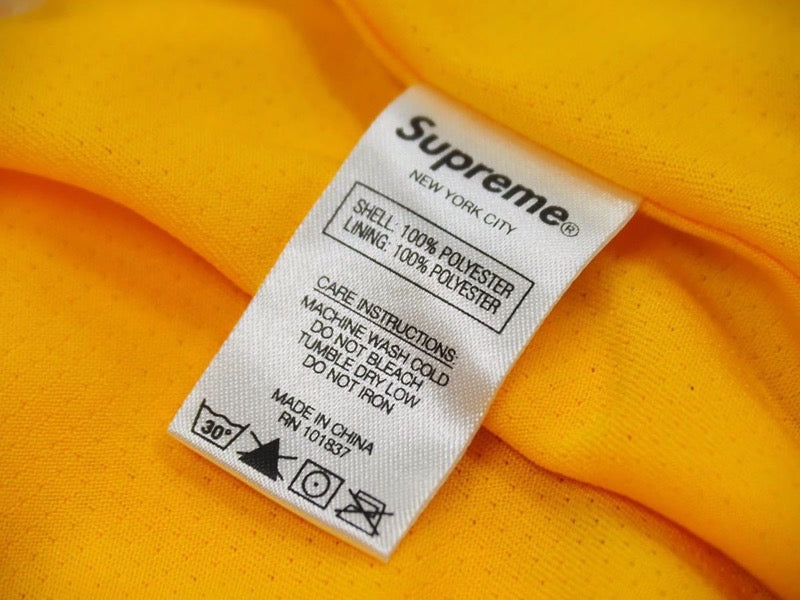 Supreme®
NEW YORK CITY
SHELL: 100% POLYESTER
LINING: 100% POLYESTER
CARE INSTRUCTIONS
MACHINE WASH COLD
DO NOT BLEACH
TUMBLE DRY LOW
DO NOT IRON
MADE IN CHINA
RN 101837
30°